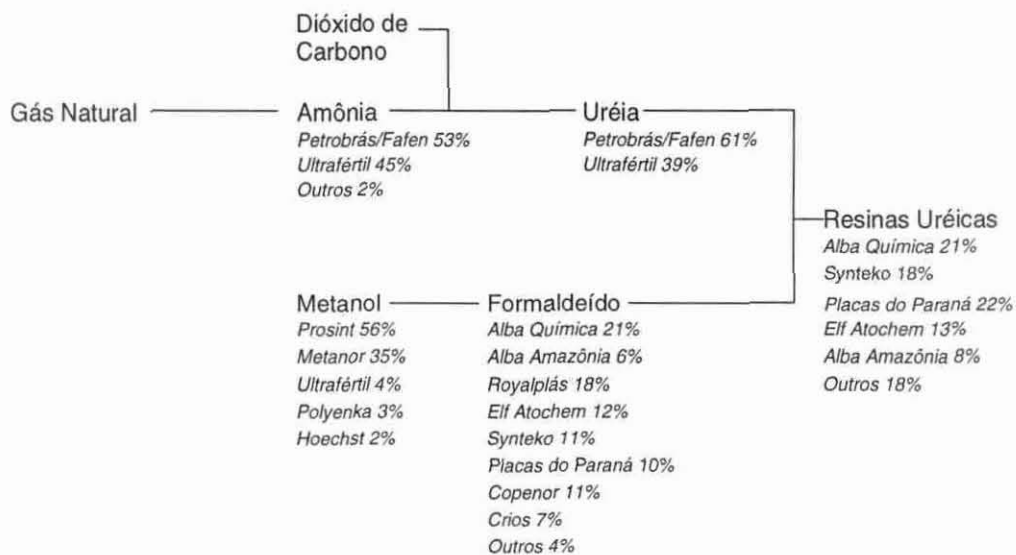 Dióxido de
Carbono
Gás Natural
Amônia
Petrobrás/Fafen 53%
Ultrafértil 45%
Outros 2%
Uréia
Petrobrás/Fafen 61%
Ultrafértil 39%
Resinas Uréicas
Alba Química 21%
Synteko 18%
Placas do Paraná 22%
Elf Atochem 13%
Alba Amazônia 8%
Outros 18%
Metanol
Prosint 56%
Metanor 35%
Ultrafértil 4%
Polyenka 3%
Hoechst 2%
Formaldeído
Alba Química 21%
Alba Amazônia 6%
Royalplás 18%
Elf Atochem 12%
Synteko 11%
Placas do Paraná 10%
Copenor 11%
Crios 7%
Outros 4%